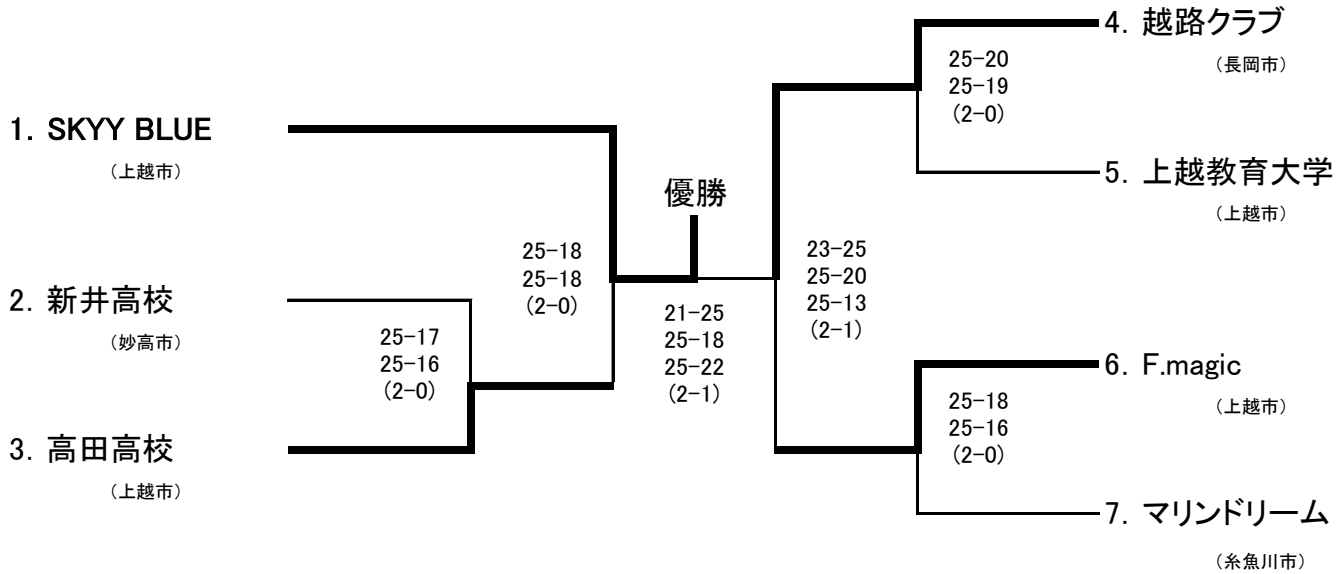 1. SKYY BLUE
（上越市）
2. 新井高校
（妙高市）
3. 高田高校
（上越市）
25-17
25-16
(2-0)
25-18
25-18
(2-0)
優勝
21-25
25-18
25-22
(2-1)
23-25
25-20
25-13
(2-1)
4. 越路クラブ
（長岡市）
25-20
25-19
(2-0)
5. 上越教育大学
（上越市）
6. F.magic
（上越市）
25-18
25-16
(2-0)
7. マリンドリーム
（糸魚川市）